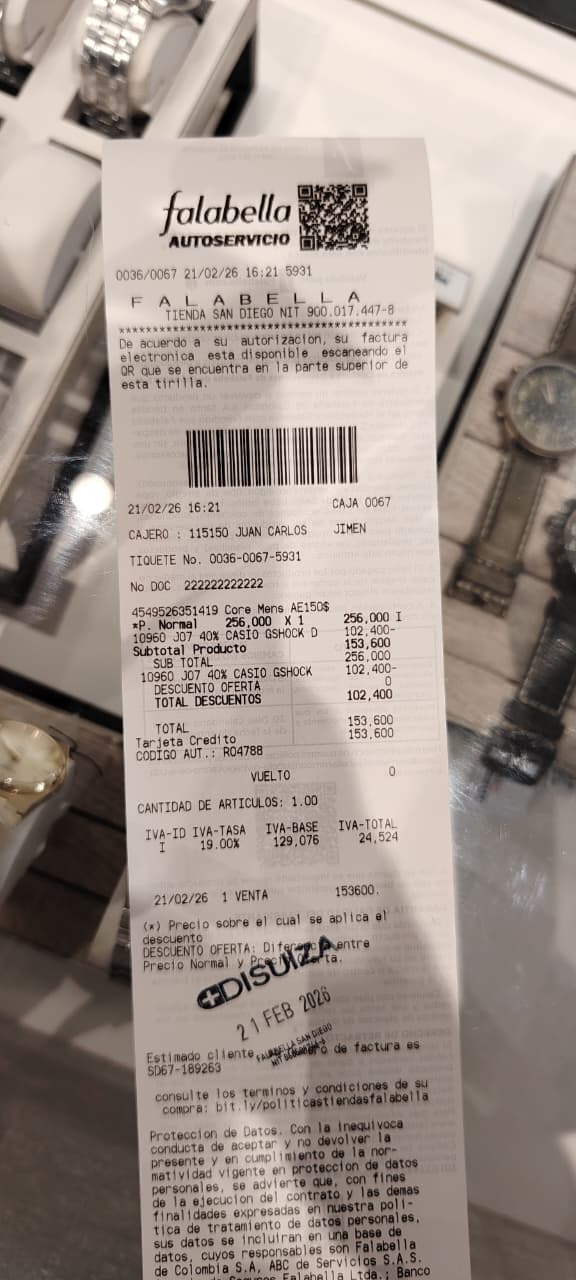 falabella
AUTOSERVICIO
0036/0067 21/02/26 16:21 5931
F A L A B E L L A
TIENDA SAN DIEGO NIT 900.017.447-8
****************************************
De acuerdo a su autorizacion, su factura
electronica esta disponible escaneando el
QR que se encuentra en la parte superior de
esta tirilla.
21/02/26 16:21 CAJA 0067
CAJERO : 115150 JUAN CARLOS JIMEN
TIQUETE No. 0036-0067-5931
No DOC 222222222222
4549526351419 Core Mens AE150$
*P. Normal 256,000 X 1 256,000 I
10960 J07 40% CASIO GSHOCK D 102,400-
Subtotal Producto 153,600
SUB TOTAL 256,000
10960 J07 40% CASIO GSHOCK 102,400-
DESCUENTO OFERTA 0
TOTAL DESCUENTOS 102,400
TOTAL 153,600
Tarjeta Credito 153,600
CODIGO AUT.: R04788
VUELTO 0
CANTIDAD DE ARTICULOS: 1.00
IVA-ID IVA-TASA IVA-BASE IVA-TOTAL
I 19.00% 129,076 24,524
21/02/26 1 VENTA 153600.
(*) Precio sobre el cual se aplica el
descuento
DESCUENTO OFERTA: Diferencia entre
Precio Normal y Precio Oferta.
DISUIZA
21 FEB 2026
FALABELLA SAN DIEGO
Estimado cliente, de factura es
SD67-189263
consulte los terminos y condiciones de su
compra: bit.ly/politicastiendasfalabella
Proteccion de Datos. Con la inequivoca
conducta de aceptar y no devolver la
presente y en cumplimiento de la nor-
matividad vigente en proteccion de datos
personales, se advierte que, con fines
de la ejecucion del contrato y las demas
finalidades expresadas en nuestra poli-
tica de tratamiento de datos personales,
sus datos se incluiran en una base de
datos, cuyos responsables son Falabella
de Colombia S.A, ABC de Servicios S.A.S.
Falabella Ltda.; Banco